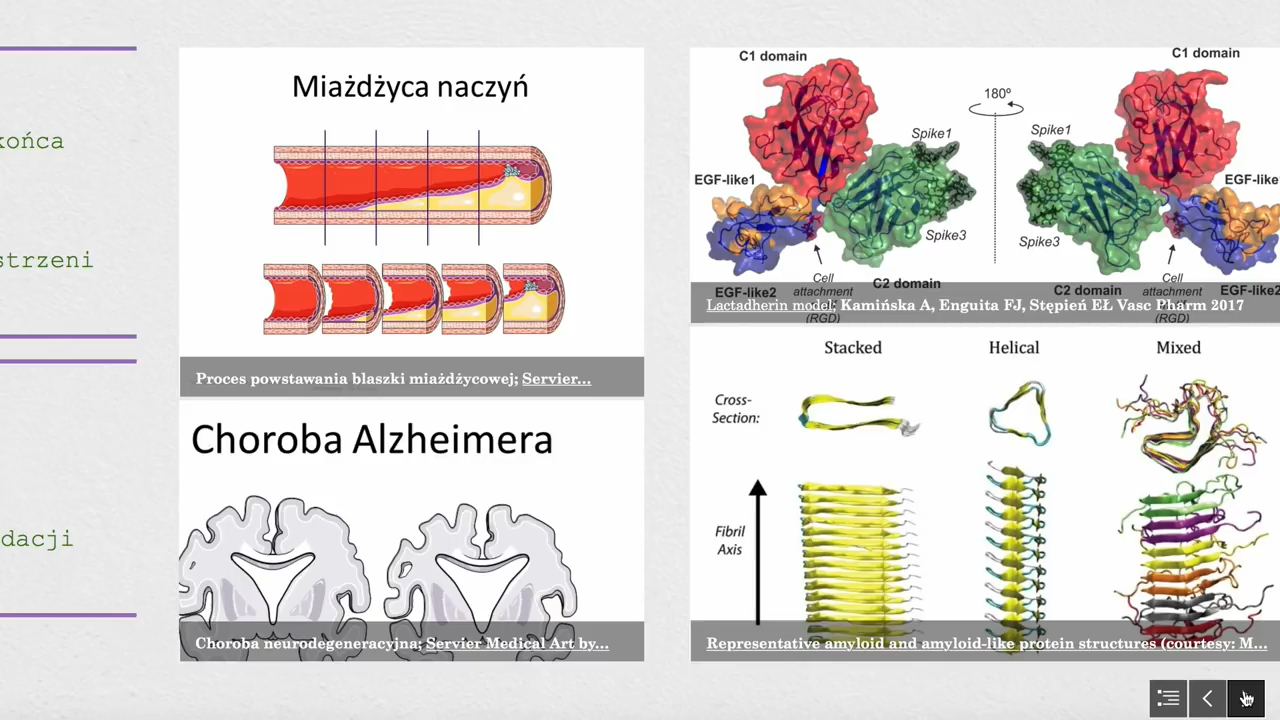 końca
strzeni
dacji
Miażdżyca naczyń
Proces powstawania blaszki miażdżycowej; Servier...
Choroba Alzheimera
Choroba neurodegeneracyjna; Servier Medical Art by...
C1 domain
C1 domain
180º
Spike1
Spike1
EGF-like1
EGF-like1
Spike3
Spike3
Cell
attachment
(RGD)
C2 domain
EGF-like2
Cell
attachment
(RGD)
C2 domain
EGF-like2
Lactadherin model; Kamińska A, Enguita FJ, Stępień EŁ Vasc Pharm 2017
Stacked
Helical
Mixed
Cross-
Section:
Fibril
Axis
Representative amyloid and amyloid-like protein structures (courtesy: M...